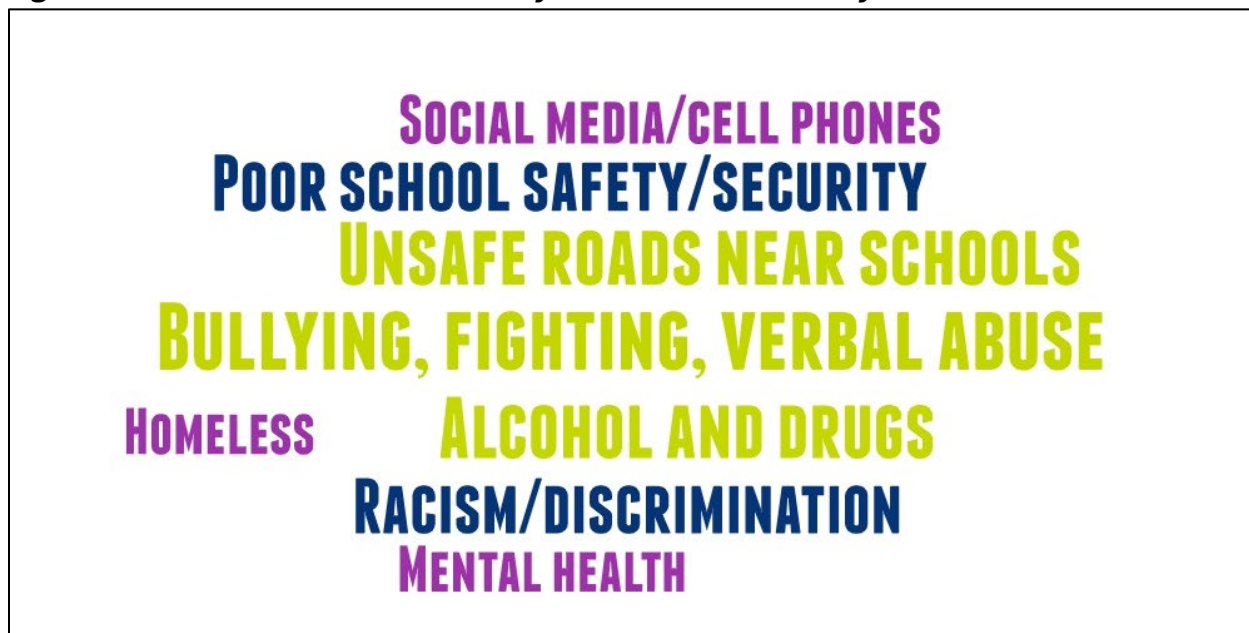 Social media/cell phones
Poor school safety/security
Unsafe roads near schools
Bullying, fighting, verbal abuse
Homeless
Alcohol and drugs
Racism/discrimination
Mental health